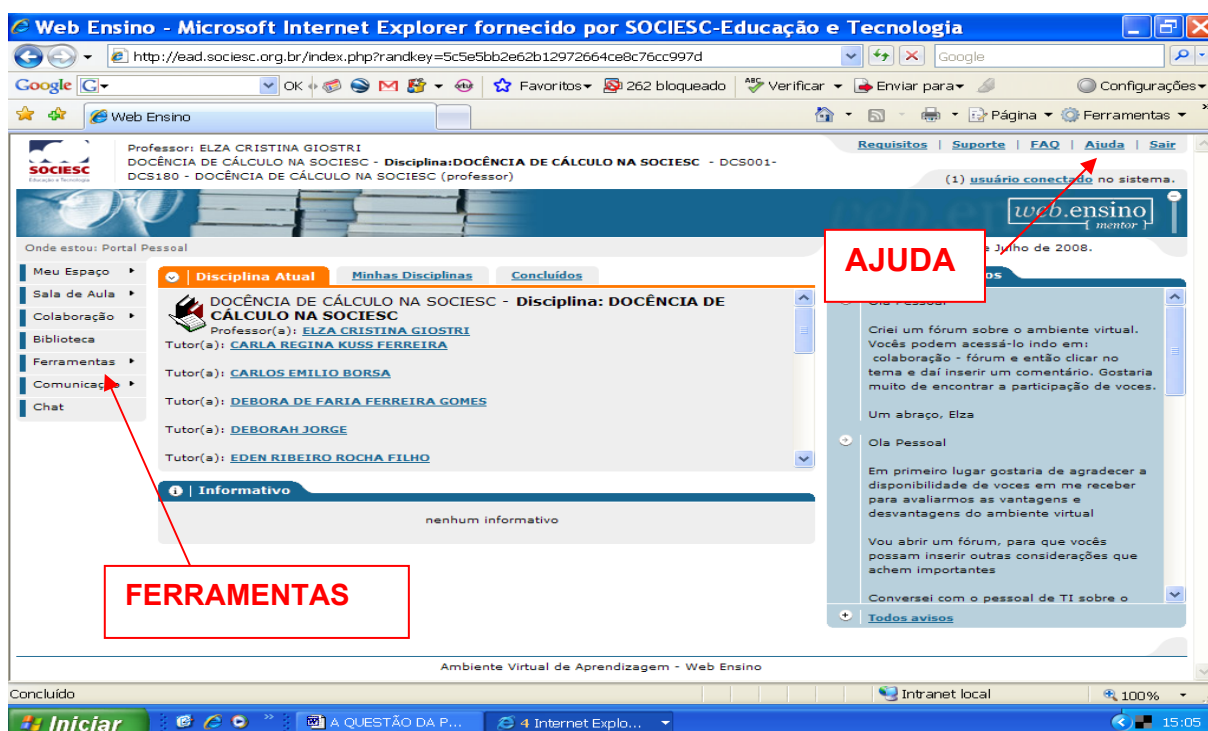 Web Ensino - Microsoft Internet Explorer fornecido por SOCIESC-Educação e Tecnologia
http://ead.sociesc.org.br/index.php?randkey=5c5e5bb2e62b12972664ce8c76cc997d
Google
Google G OK Favoritos 262 bloqueado Verificar Enviar para Configurações
Web Ensino Página Ferramentas
Professor: ELZA CRISTINA GIOSTRI
DOCÊNCIA DE CÁLCULO NA SOCIESC - Disciplina:DOCÊNCIA DE CÁLCULO NA SOCIESC - DCS001-
DCS180 - DOCÊNCIA DE CÁLCULO NA SOCIESC (professor)
SOCIESC
Educação e Tecnologia
Requisitos | Suporte | FAQ | Ajuda | Sair
(1) usuário conectado no sistema.
web.ensino
{ mentor }
Onde estou: Portal Pessoal
Julho de 2008.
AJUDA
Meu Espaço
Sala de Aula
Colaboração
Biblioteca
Ferramentas
Comunicação
Chat
Disciplina Atual Minhas Disciplinas Concluídos
DOCÊNCIA DE CÁLCULO NA SOCIESC - Disciplina: DOCÊNCIA DE
CÁLCULO NA SOCIESC
Professor(a): ELZA CRISTINA GIOSTRI
Tutor(a): CARLA REGINA KUSS FERREIRA
Tutor(a): CARLOS EMILIO BORSA
Tutor(a): DEBORA DE FARIA FERREIRA GOMES
Tutor(a): DEBORAH JORGE
Tutor(a): EDEN RIBEIRO ROCHA FILHO
| Informativo
nenhum informativo
FERRAMENTAS
Ola Pessoal
Criei um fórum sobre o ambiente virtual.
Vocês podem acessá-lo indo em:
colaboração - fórum e então clicar no
tema e daí inserir um comentário. Gostaria
muito de encontrar a participação de voces.
Um abraço, Elza
Ola Pessoal
Em primeiro lugar gostaria de agradecer a
disponibilidade de voces em me receber
para avaliarmos as vantagens e
desvantagens do ambiente virtual
Vou abrir um fórum, para que vocês
possam inserir outras considerações que
achem importantes
Conversei com o pessoal de TI sobre o
Todos avisos
Ambiente Virtual de Aprendizagem - Web Ensino
Concluído Intranet local 100%
Iniciar A QUESTÃO DA P... 4 Internet Explo... 15:05